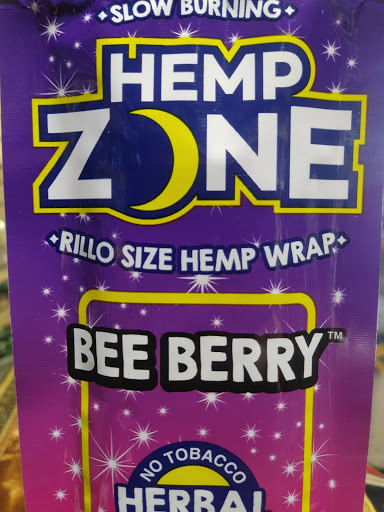 • SLOW BURNING •
HEMP
ZONE
• RILLO SIZE HEMP WRAP •
BEE BERRY™
NO TOBACCO
HERBAL